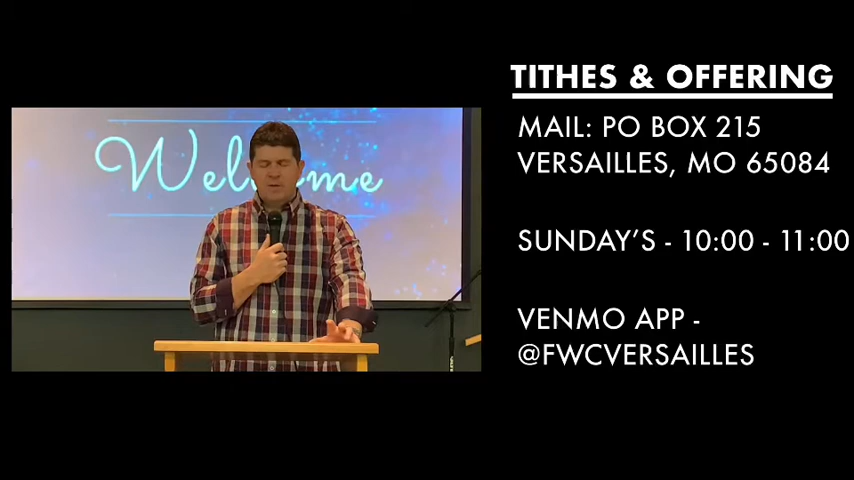 Welcome
TITHES & OFFERING
MAIL: PO BOX 215
VERSAILLES, MO 65084
SUNDAY'S - 10:00 - 11:00
VENMO APP -
@FWCVERSAILLES